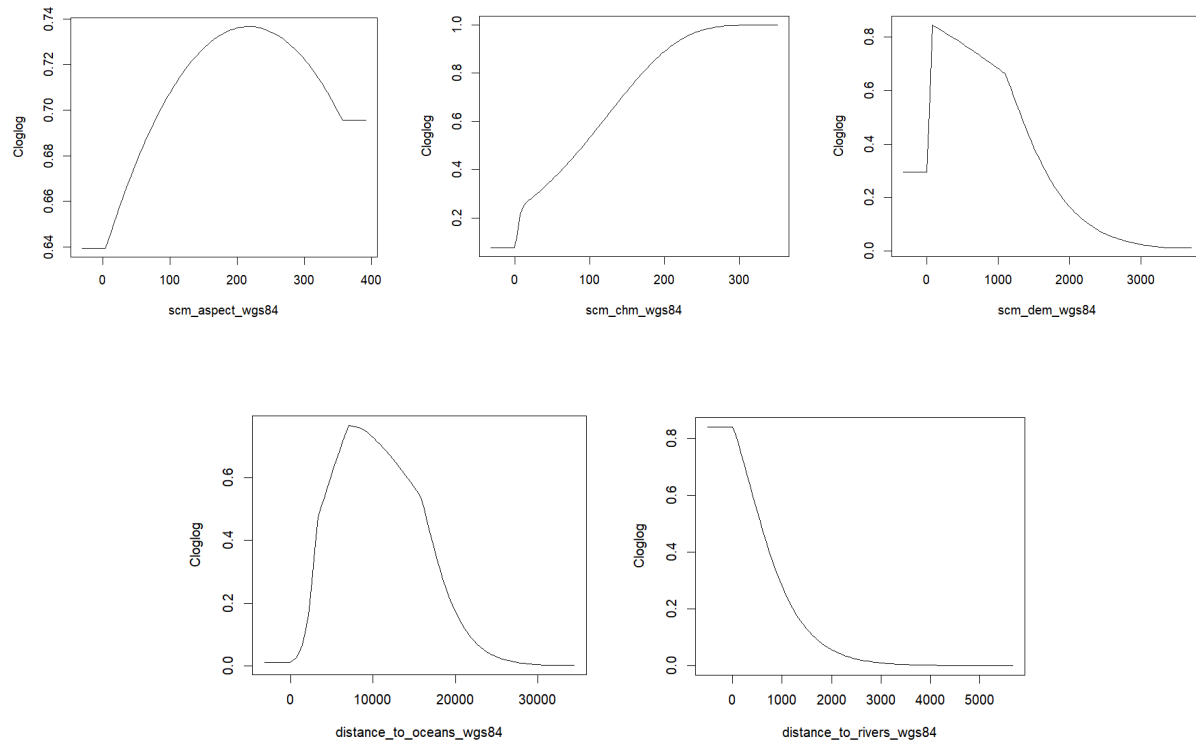 Cloglog
0.64 0.66 0.68 0.70 0.72 0.74
0 100 200 300 400
scm_aspect_wgs84
Cloglog
0.2 0.4 0.6 0.8 1.0
0 100 200 300
scm_chm_wgs84
Cloglog
0.0 0.2 0.4 0.6 0.8
0 1000 2000 3000
scm_dem_wgs84
Cloglog
0.0 0.2 0.4 0.6
0 10000 20000 30000
distance_to_oceans_wgs84
Cloglog
0.0 0.2 0.4 0.6 0.8
0 1000 2000 3000 4000 5000
distance_to_rivers_wgs84